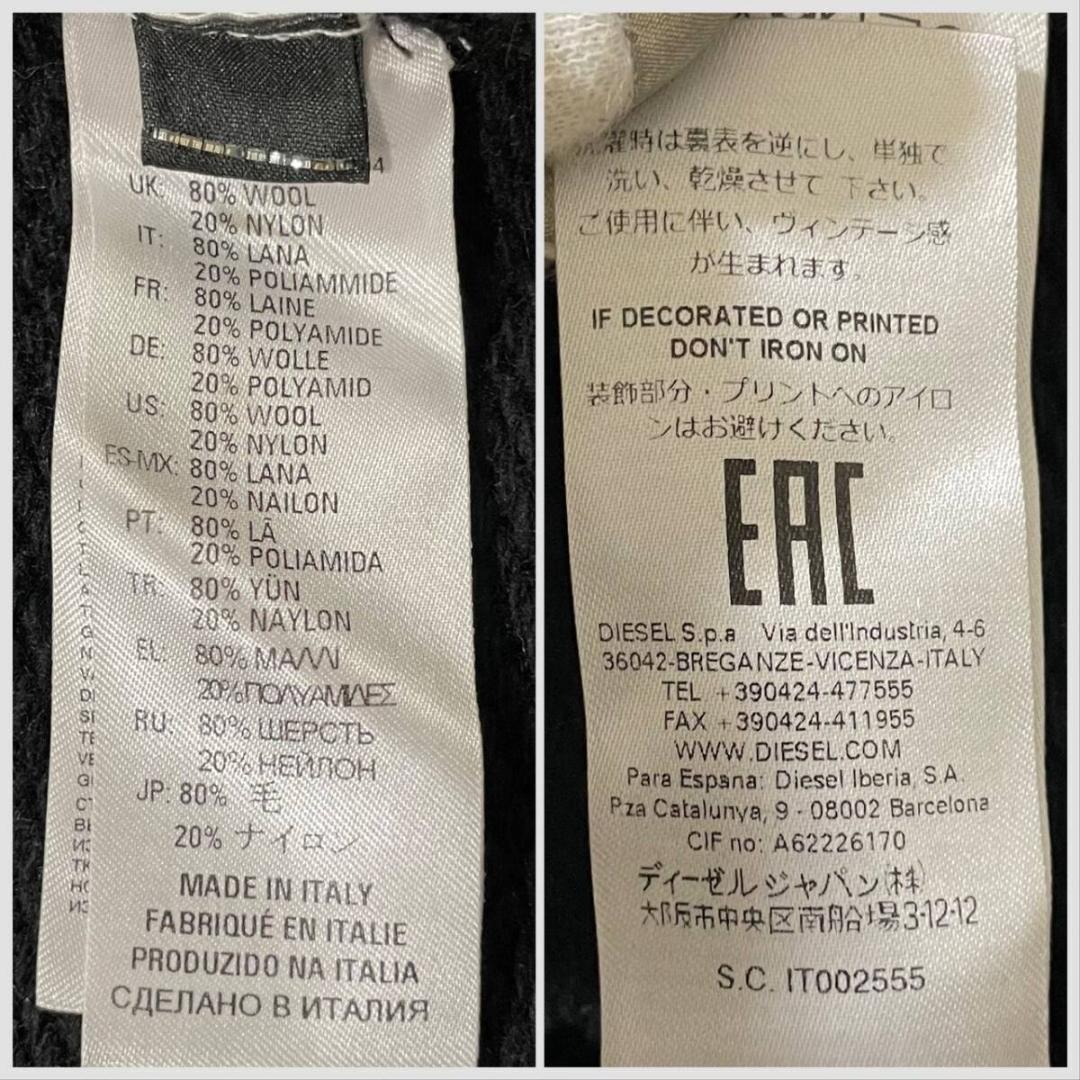 4
UK: 80% WOOL
20% NYLON
IT: 80% LANA
20% POLIAMMIDE
FR: 80% LAINE
20% POLYAMIDE
DE: 80% WOLLE
20% POLYAMID
US: 80% WOOL
20% NYLON
ES-MX: 80% LANA
20% NAILON
PT: 80% LÃ
20% POLIAMIDA
TR: 80% YÜN
20% NAYLON
EL: 80% ΜΑΛΛΙ
20% ΠΟΛΥΑΜΙΔΕΣ
RU: 80% ШЕРСТЬ
20% НЕЙЛОН
JP: 80% 毛
20% ナイロン
MADE IN ITALY
FABRIQUÉ EN ITALIE
PRODUZIDO NA ITALIA
СДЕЛАНО В ИТАЛИЯ
洗濯時は裏表を逆にし、単独で
洗い、乾燥させて下さい。
ご使用に伴い、ヴィンテージ感
が生まれます。
IF DECORATED OR PRINTED
DON'T IRON ON
装飾部分・プリントへのアイロ
ンはお避けください。
EAC
DIESEL S.p.a Via dell'Industria, 4-6
36042-BREGANZE-VICENZA-ITALY
TEL +390424-477555
FAX +390424-411955
WWW.DIESEL.COM
Para Espana: Diesel Iberia, S.A.
P.za Catalunya, 9 - 08002 Barcelona
CIF no: A62226170
ディーゼルジャパン(株)
大阪市中央区南船場3-12-12
S.C. IT002555